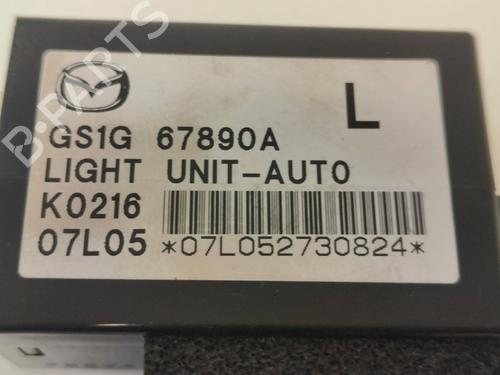 L
GS1G 67890A
LIGHT UNIT-AUTO
K0216
07L05 *07L052730824*
B-PARTS